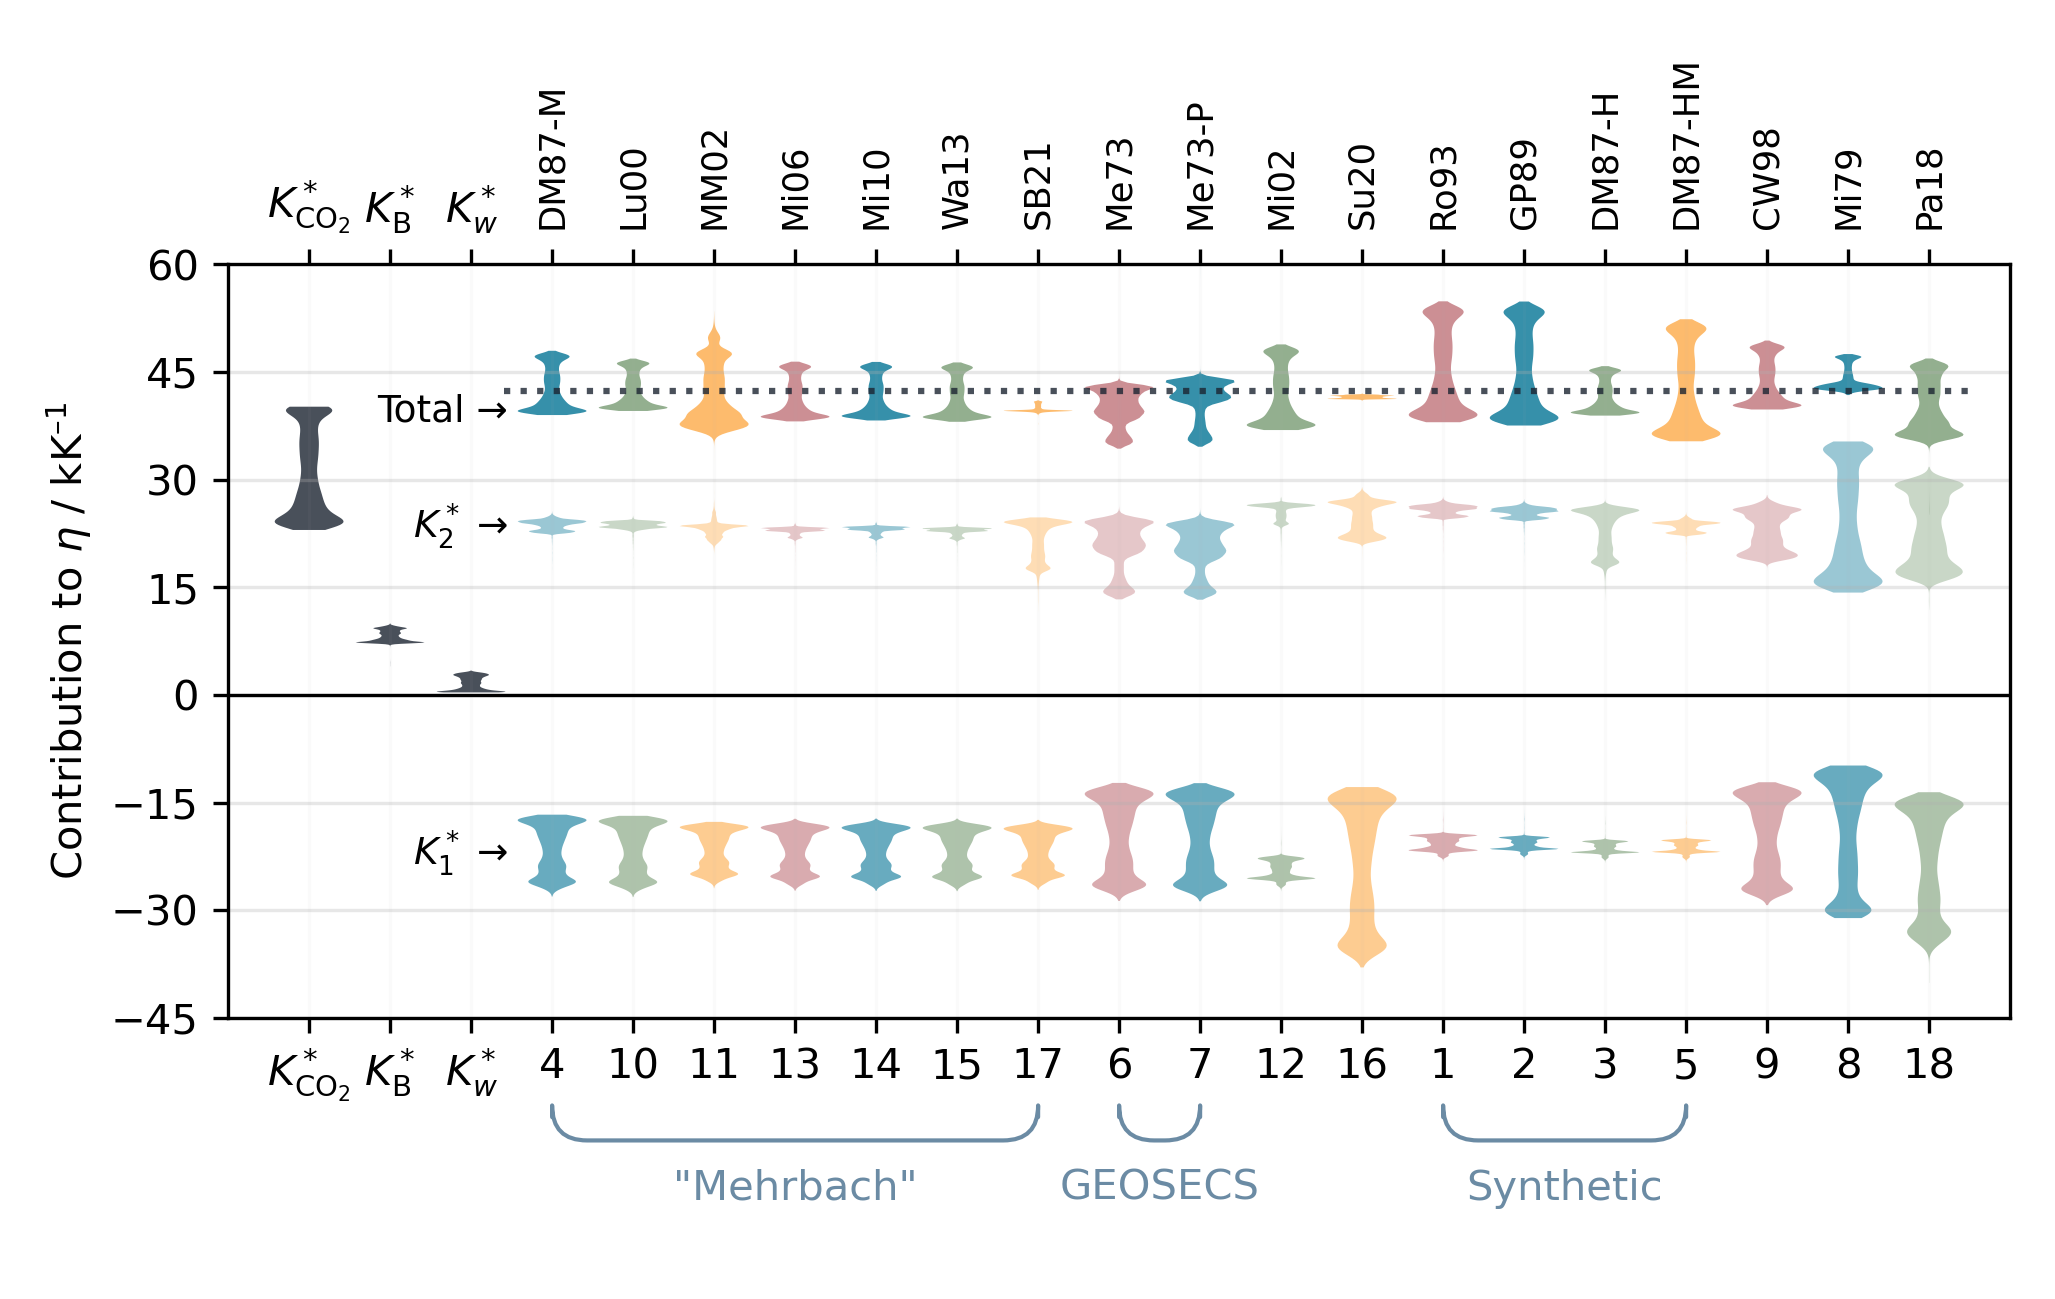 K*CO2 K*B K*w DM87-M Lu00 MM02 Mi06 Mi10 Wa13 SB21 Me73 Me73-P Mi02 Su20 Ro93 GP89 DM87-H DM87-HM CW98 Mi79 Pa18
Contribution to η / kK⁻¹
60
45
30
15
0
−15
−30
−45
Total →
K*2 →
K*1 →
K*CO2 K*B K*w 4 10 11 13 14 15 17 6 7 12 16 1 2 3 5 9 8 18
"Mehrbach" GEOSECS Synthetic